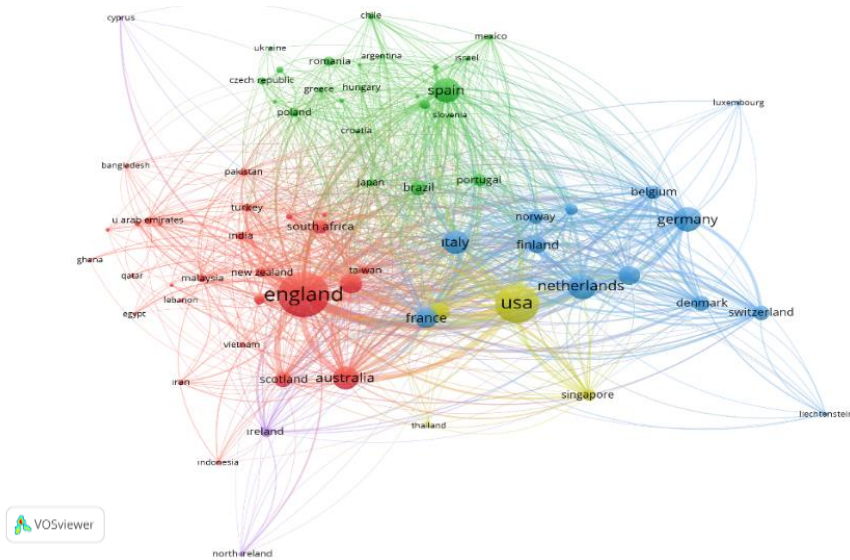 cyprus
chile
mexico
ukraine
romania
argentina
israel
czech republic
greece
hungary
spain
poland
slovenia
luxembourg
croatia
bangladesh
pakistan
japan
brazil
portugal
belgium
turkey
u arab emirates
south africa
norway
germany
india
italy
finland
ghana
qatar
malaysia
new zealand
taiwan
england
netherlands
lebanon
usa
denmark
egypt
france
switzerland
vietnam
iran
scotland
australia
singapore
liechtenstein
ireland
thailand
indonesia
VOSviewer
north ireland